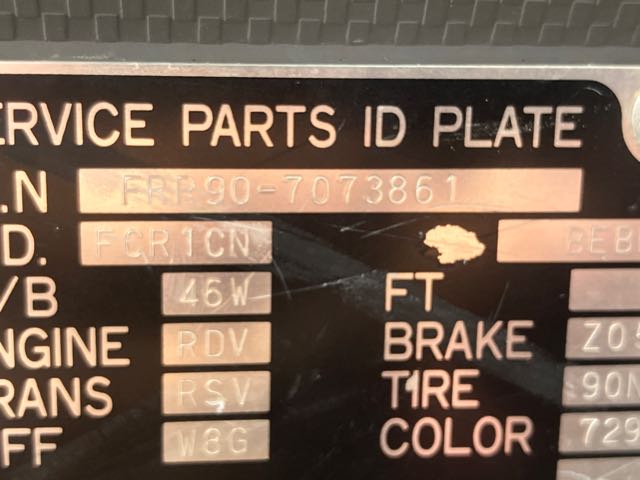 ERVICE PARTS ID PLATE
.N FRR90-7073861
D. FCR1CN BEB
/B 46W FT
NGINE RDV BRAKE Z05
RANS RSV TIRE 90N
FF W8G COLOR 729